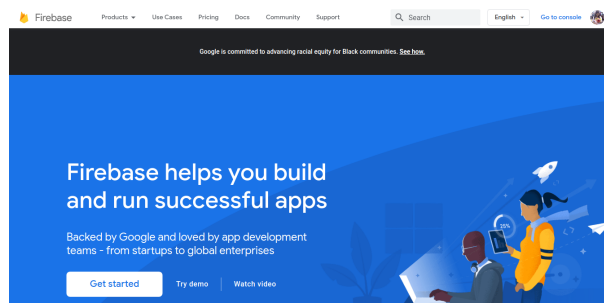 Firebase Products Use Cases Pricing Docs Community Support Search English Go to console
Google is committed to advancing racial equity for Black communities. See how.
Firebase helps you build
and run successful apps
Backed by Google and loved by app development
teams - from startups to global enterprises
Get started Try demo Watch video
25%